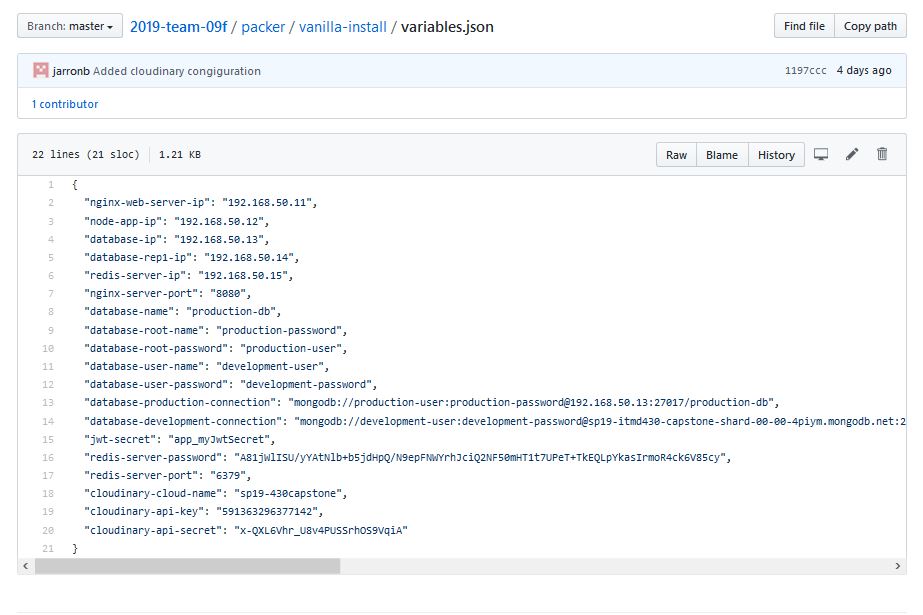 Branch: master
2019-team-09f / packer / vanilla-install / variables.json
Find file
Copy path
jarronb Added cloudinary congiguration
1197ccc 4 days ago
1 contributor
22 lines (21 sloc) 1.21 KB
Raw
Blame
History
1 {
2 "nginx-web-server-ip": "192.168.50.11",
3 "node-app-ip": "192.168.50.12",
4 "database-ip": "192.168.50.13",
5 "database-rep1-ip": "192.168.50.14",
6 "redis-server-ip": "192.168.50.15",
7 "nginx-server-port": "8080",
8 "database-name": "production-db",
9 "database-root-name": "production-password",
10 "database-root-password": "production-user",
11 "database-user-name": "development-user",
12 "database-user-password": "development-password",
13 "database-production-connection": "mongodb://production-user:production-password@192.168.50.13:27017/production-db",
14 "database-development-connection": "mongodb://development-user:development-password@sp19-itmd430-capstone-shard-00-00-4piym.mongodb.net:2
15 "jwt-secret": "app_myJwtSecret",
16 "redis-server-password": "A81jWlISU/yYAtNlb+b5jdHpQ/N9epFNWYrhJciQ2NF50mHT1t7UPeT+TkEQLpYkasIrmoR4ck6V85cy",
17 "redis-server-port": "6379",
18 "cloudinary-cloud-name": "sp19-430capstone",
19 "cloudinary-api-key": "591363296377142",
20 "cloudinary-api-secret": "x-QXL6Vhr_U8v4PUSSrhOS9VqiA"
21 }